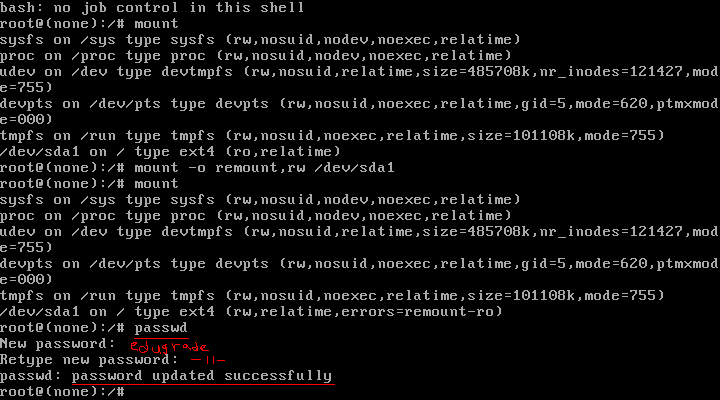 bash: no job control in this shell
root@(none):/# mount
sysfs on /sys type sysfs (rw,nosuid,nodev,noexec,relatime)
proc on /proc type proc (rw,nosuid,nodev,noexec,relatime)
udev on /dev type devtmpfs (rw,nosuid,relatime,size=485708k,nr_inodes=121427,mod
e=755)
devpts on /dev/pts type devpts (rw,nosuid,noexec,relatime,gid=5,mode=620,ptmxmod
e=000)
tmpfs on /run type tmpfs (rw,nosuid,noexec,relatime,size=101108k,mode=755)
/dev/sda1 on / type ext4 (ro,relatime)
root@(none):/# mount -o remount,rw /dev/sda1
root@(none):/# mount
sysfs on /sys type sysfs (rw,nosuid,nodev,noexec,relatime)
proc on /proc type proc (rw,nosuid,nodev,noexec,relatime)
udev on /dev type devtmpfs (rw,nosuid,relatime,size=485708k,nr_inodes=121427,mod
e=755)
devpts on /dev/pts type devpts (rw,nosuid,noexec,relatime,gid=5,mode=620,ptmxmod
e=000)
tmpfs on /run type tmpfs (rw,nosuid,noexec,relatime,size=101108k,mode=755)
/dev/sda1 on / type ext4 (rw,relatime,errors=remount-ro)
root@(none):/# passwd
New password: edugrade
Retype new password: -11-
passwd: password updated successfully
root@(none):/#